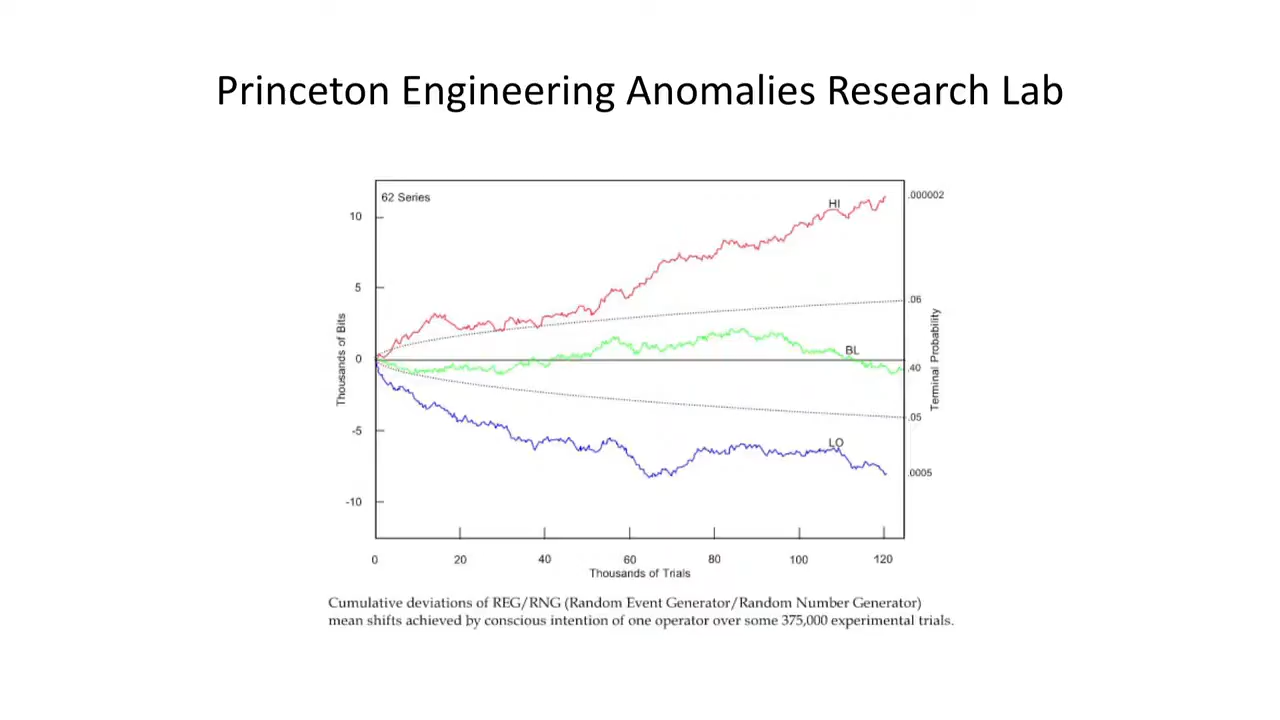 Princeton Engineering Anomalies Research Lab
62 Series
HI
.000002
10
5
.06
Thousands of Bits
0
BL
.40
Terminal Probability
.05
-5
LO
.0005
-10
0 20 40 60 80 100 120
Thousands of Trials
Cumulative deviations of REG/RNG (Random Event Generator/Random Number Generator)
mean shifts achieved by conscious intention of one operator over some 375,000 experimental trials.